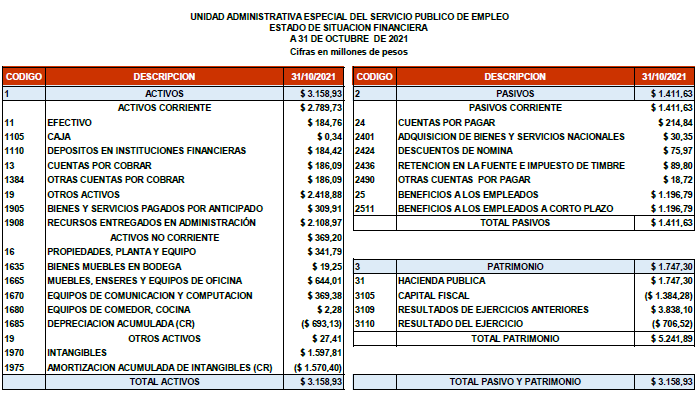 UNIDAD ADMINISTRATIVA ESPECIAL DEL SERVICIO PUBLICO DE EMPLEO
ESTADO DE SITUACION FINANCIERA
A 31 DE OCTUBRE DE 2021
Cifras en millones de pesos
CODIGO DESCRIPCION 31/10/2021
1 ACTIVOS $ 3.158,93
ACTIVOS CORRIENTE $ 2.789,73
11 EFECTIVO $ 184,76
1105 CAJA $ 0,34
1110 DEPOSITOS EN INSTITUCIONES FINANCIERAS $ 184,42
13 CUENTAS POR COBRAR $ 186,09
1384 OTRAS CUENTAS POR COBRAR $ 186,09
19 OTROS ACTIVOS $ 2.418,88
1905 BIENES Y SERVICIOS PAGADOS POR ANTICIPADO $ 309,91
1908 RECURSOS ENTREGADOS EN ADMINISTRACIÓN $ 2.108,97
ACTIVOS NO CORRIENTE $ 369,20
16 PROPIEDADES, PLANTA Y EQUIPO $ 341,79
1635 BIENES MUEBLES EN BODEGA $ 19,25
1665 MUEBLES, ENSERES Y EQUIPOS DE OFICINA $ 644,01
1670 EQUIPOS DE COMUNICACION Y COMPUTACION $ 369,38
1680 EQUIPOS DE COMEDOR, COCINA $ 2,28
1685 DEPRECIACION ACUMULADA (CR) ($ 693,13)
19 OTROS ACTIVOS $ 27,41
1970 INTANGIBLES $ 1.597,81
1975 AMORTIZACION ACUMULADA DE INTANGIBLES (CR) ($ 1.570,40)
TOTAL ACTIVOS $ 3.158,93
CODIGO DESCRIPCION 31/10/2021
2 PASIVOS $ 1.411,63
PASIVOS CORRIENTE $ 1.411,63
24 CUENTAS POR PAGAR $ 214,84
2401 ADQUISICION DE BIENES Y SERVICIOS NACIONALES $ 30,35
2424 DESCUENTOS DE NOMINA $ 75,97
2436 RETENCION EN LA FUENTE E IMPUESTO DE TIMBRE $ 89,80
2490 OTRAS CUENTAS POR PAGAR $ 18,72
25 BENEFICIOS A LOS EMPLEADOS $ 1.196,79
2511 BENEFICIOS A LOS EMPLEADOS A CORTO PLAZO $ 1.196,79
TOTAL PASIVOS $ 1.411,63
3 PATRIMONIO $ 1.747,30
31 HACIENDA PUBLICA $ 1.747,30
3105 CAPITAL FISCAL ($ 1.384,28)
3109 RESULTADOS DE EJERCICIOS ANTERIORES $ 3.838,10
3110 RESULTADO DEL EJERCICIO ($ 706,52)
TOTAL PATRIMONIO $ 5.241,89
TOTAL PASIVO Y PATRIMONIO $ 3.158,93